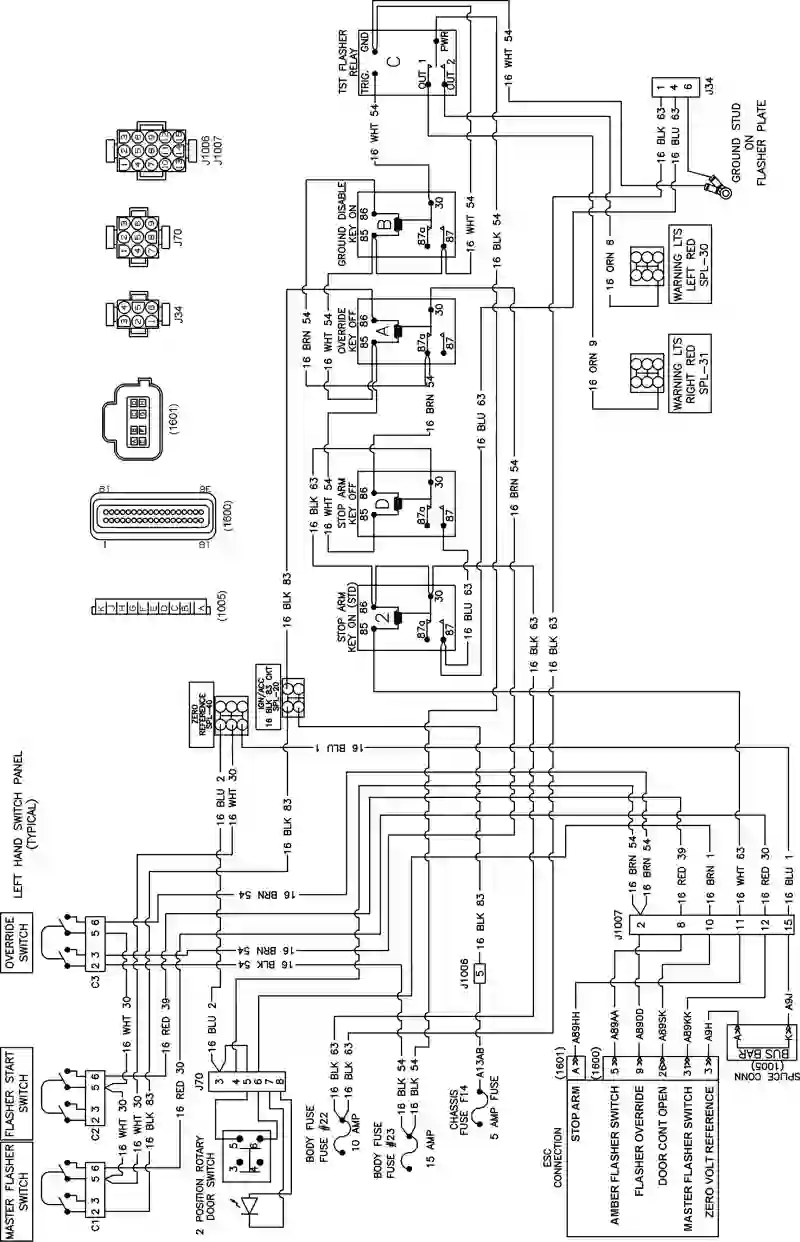 TST FLASHER
RELAY
GND
TRIG.
PWR
OUT 1
OUT 2
C
16 WHT 54
16 WHT 54
J1006
J1007
J70
J34
(1601)
(1600)
(1005)
K J H G F E D C B A
GROUND DISABLE
KEY ON
86
85
B
30
87a
87
16 WHT 54
16 BLK 54
16 BLK 63
16 BLU 63
1 4 6
J34
GROUND STUD
ON
FLASHER PLATE
OVERRIDE
KEY OFF
86
85
A
30
87a
87
16 BRN 54
16 WHT 54
16 ORN 8
16 ORN 9
WARNING LTS
LEFT RED
SPL-30
WARNING LTS
RIGHT RED
SPL-31
16 BRN 54
16 BLU 63
16 BLU 63
16 BRN 54
STOP ARM
KEY OFF
86
85
D
30
87a
87
16 BLK 63
16 WHT 54
STOP ARM
KEY ON (STD)
86
85
2
30
87a
87
16 BLK 83
16 BLU 63
16 BLK 63
16 BLK 63
ZERO
REFERENCE
SPL-40
IGN/ACC
16 BLK 83 CKT
SPL-20
LEFT HAND SWITCH PANEL
(TYPICAL)
16 BLU 2
16 WHT 30
16 BLU 1
16 BLK 83
16 BRN 54
16 BRN 54
16 BLK 54
OVERRIDE
SWITCH
2 3 5 6
C3
FLASHER START
SWITCH
2 3 5 6
C2
MASTER FLASHER
SWITCH
2 3 5 6
C1
16 WHT 30
16 RED 39
16 WHT 30
16 BLK 83
16 RED 30
16 BLU 2
J70
3 4 5 6 7 8
2 POSITION ROTARY
DOOR SWITCH
5 6
3 4
16 BLK 63
16 BLK 63
BODY FUSE
FUSE #22
10 AMP
16 BLK 54
16 BLK 54
BODY FUSE
FUSE #23
15 AMP
16 BLK 83
J1006
5
A13AB
CHASSIS
FUSE F14
5 AMP FUSE
16 BRN 54
16 BRN 54
16 RED 39
16 BRN 1
16 WHT 63
16 RED 30
16 BLU 1
J1007
2 8 10 11 12 15
A89HH
A89AA
A89DD
A89SK
A89KK
A9H
A9J
ESC
CONNECTION
(1601)
STOP ARM A
(1600)
AMBER FLASHER SWITCH 5
FLASHER OVERRIDE 9
DOOR CONT OPEN 26
MASTER FLASHER SWITCH 31
ZERO VOLT REFERENCE 3
A K
BUS BAR
(1005)
SPLICE CONN